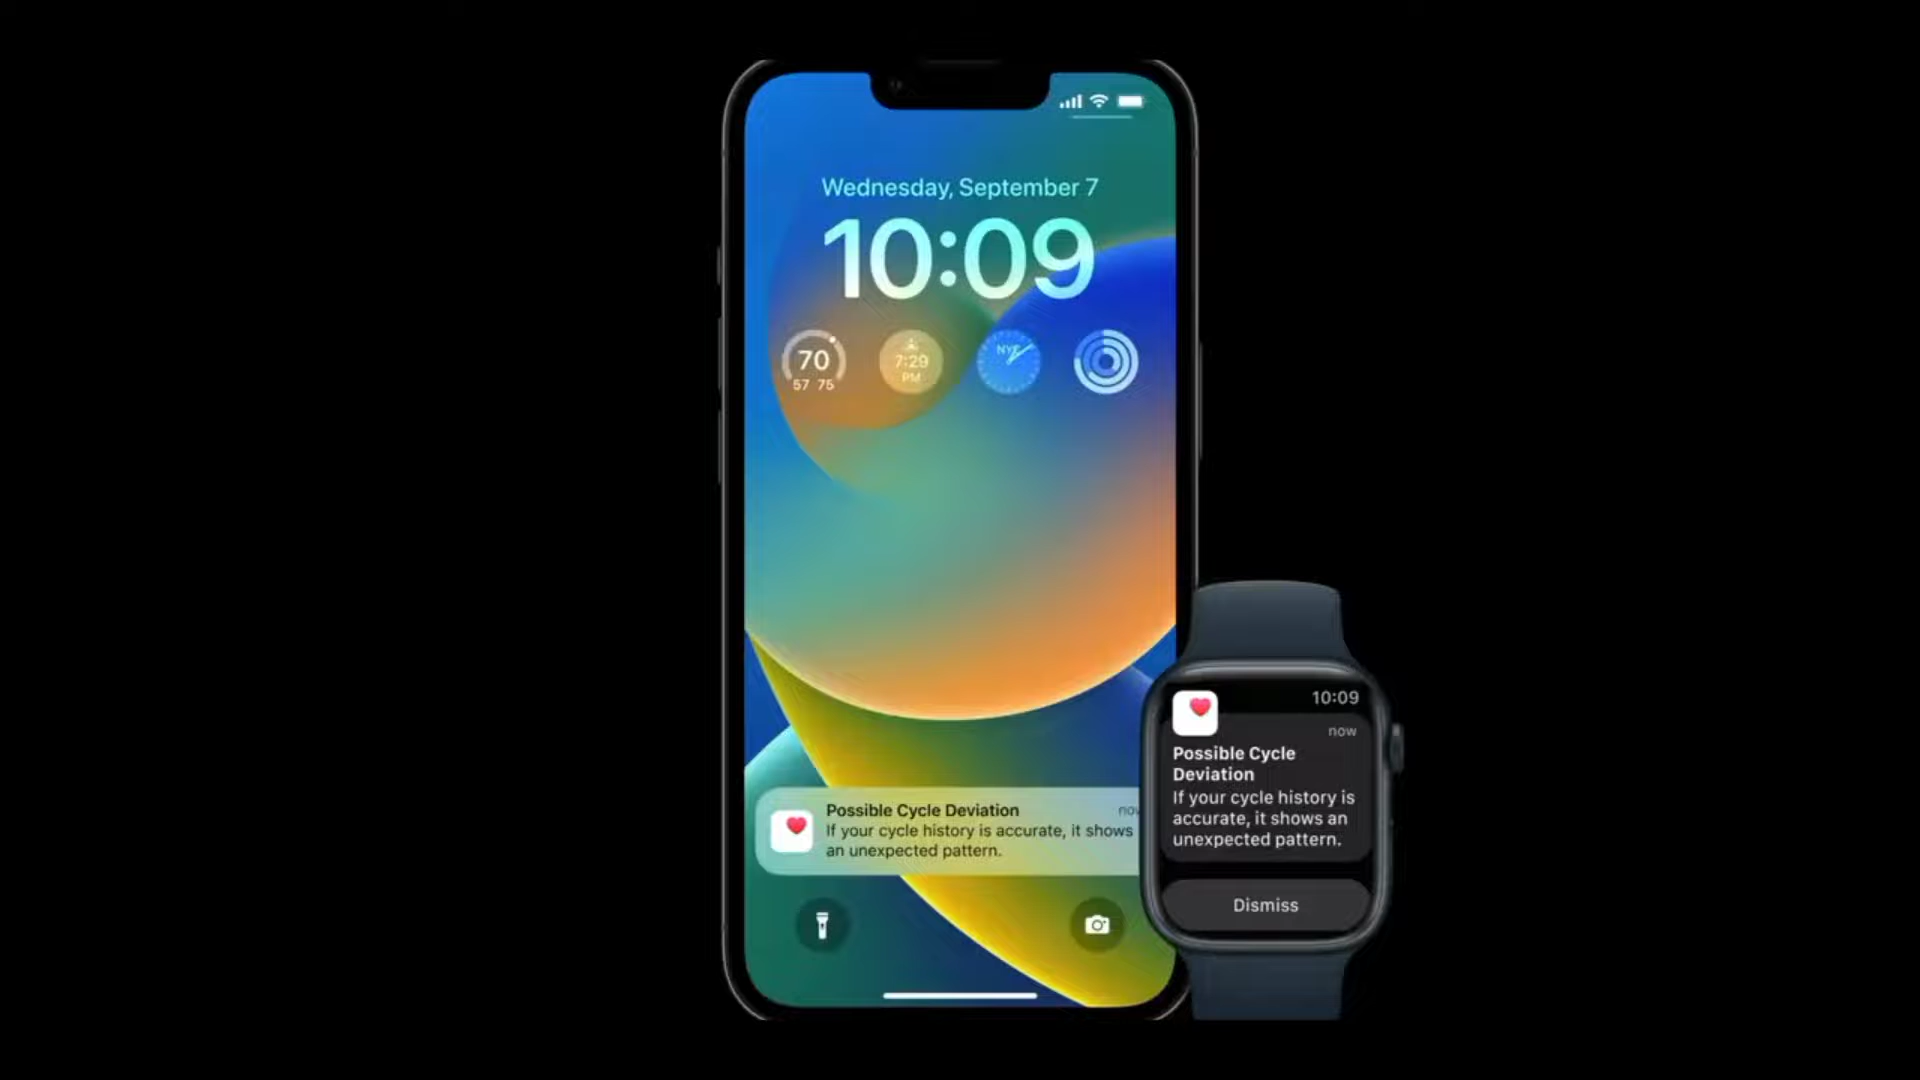 Wednesday, September 7
10:09
70
57 75
7:29
PM
NYC
Possible Cycle Deviation
now
If your cycle history is accurate, it shows
an unexpected pattern.
10:09
now
Possible Cycle
Deviation
If your cycle history is
accurate, it shows an
unexpected pattern.
Dismiss